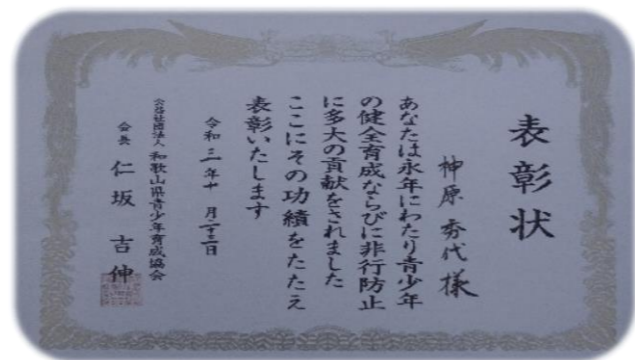 表彰状
神原秀代様
あなたは永年にわたり青少年
の健全育成ならびに非行防止
に多大の貢献をされました
ここにその功績をたたえ
表彰いたします
令和三年十月二十三日
公益社団法人 和歌山県青少年育成協会
会長 仁坂吉伸